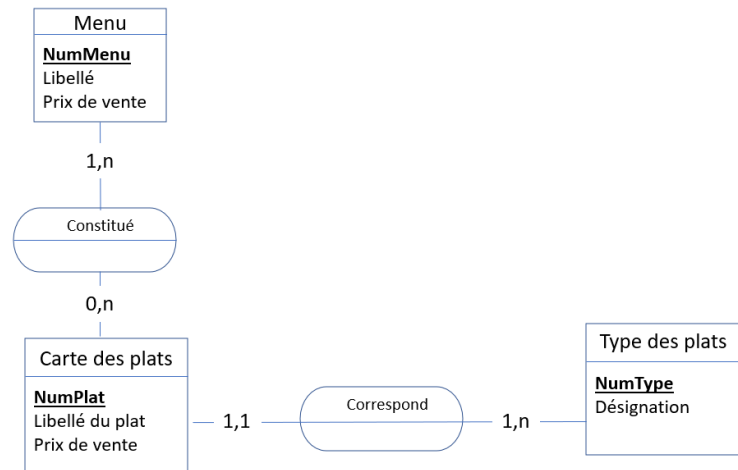 Menu
NumMenu
Libellé
Prix de vente
1,n
Constitué
0,n
Carte des plats
NumPlat
Libellé du plat
Prix de vente
1,1
Correspond
1,n
Type des plats
NumType
Désignation